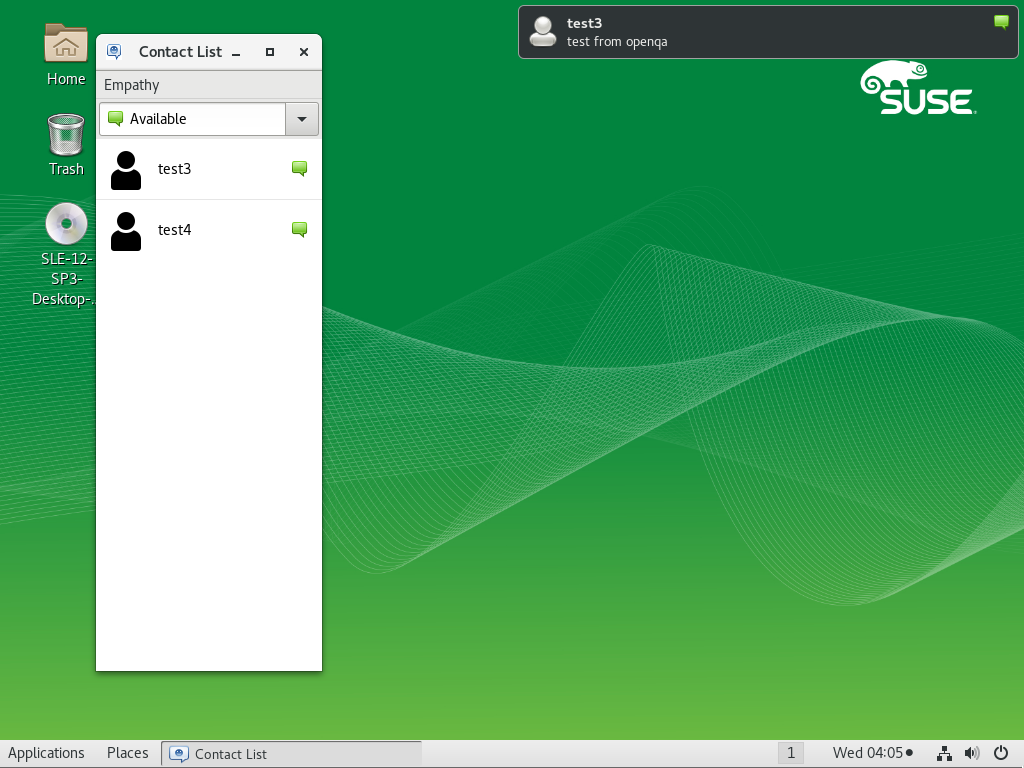 Home
Trash
SLE-12-
SP3-
Desktop-..
Contact List
Empathy
Available
test3
test4
test3
test from openqa
SUSE
Applications
Places
Contact List
1
Wed 04:05